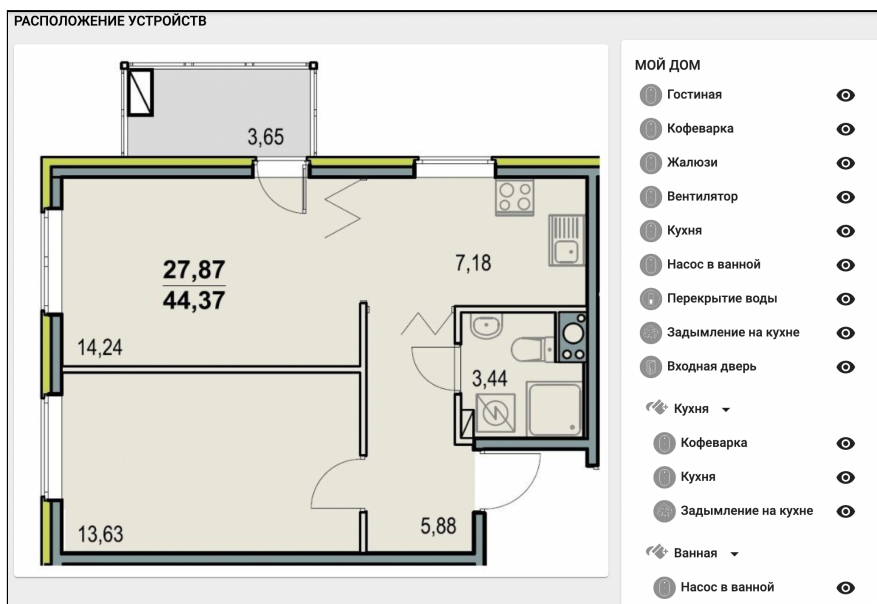 РАСПОЛОЖЕНИЕ УСТРОЙСТВ
3,65
27,87
44,37
7,18
14,24
3,44
13,63
5,88
МОЙ ДОМ
Гостиная
Кофеварка
Жалюзи
Вентилятор
Кухня
Насос в ванной
Перекрытие воды
Задымление на кухне
Входная дверь
Кухня
Кофеварка
Кухня
Задымление на кухне
Ванная
Насос в ванной